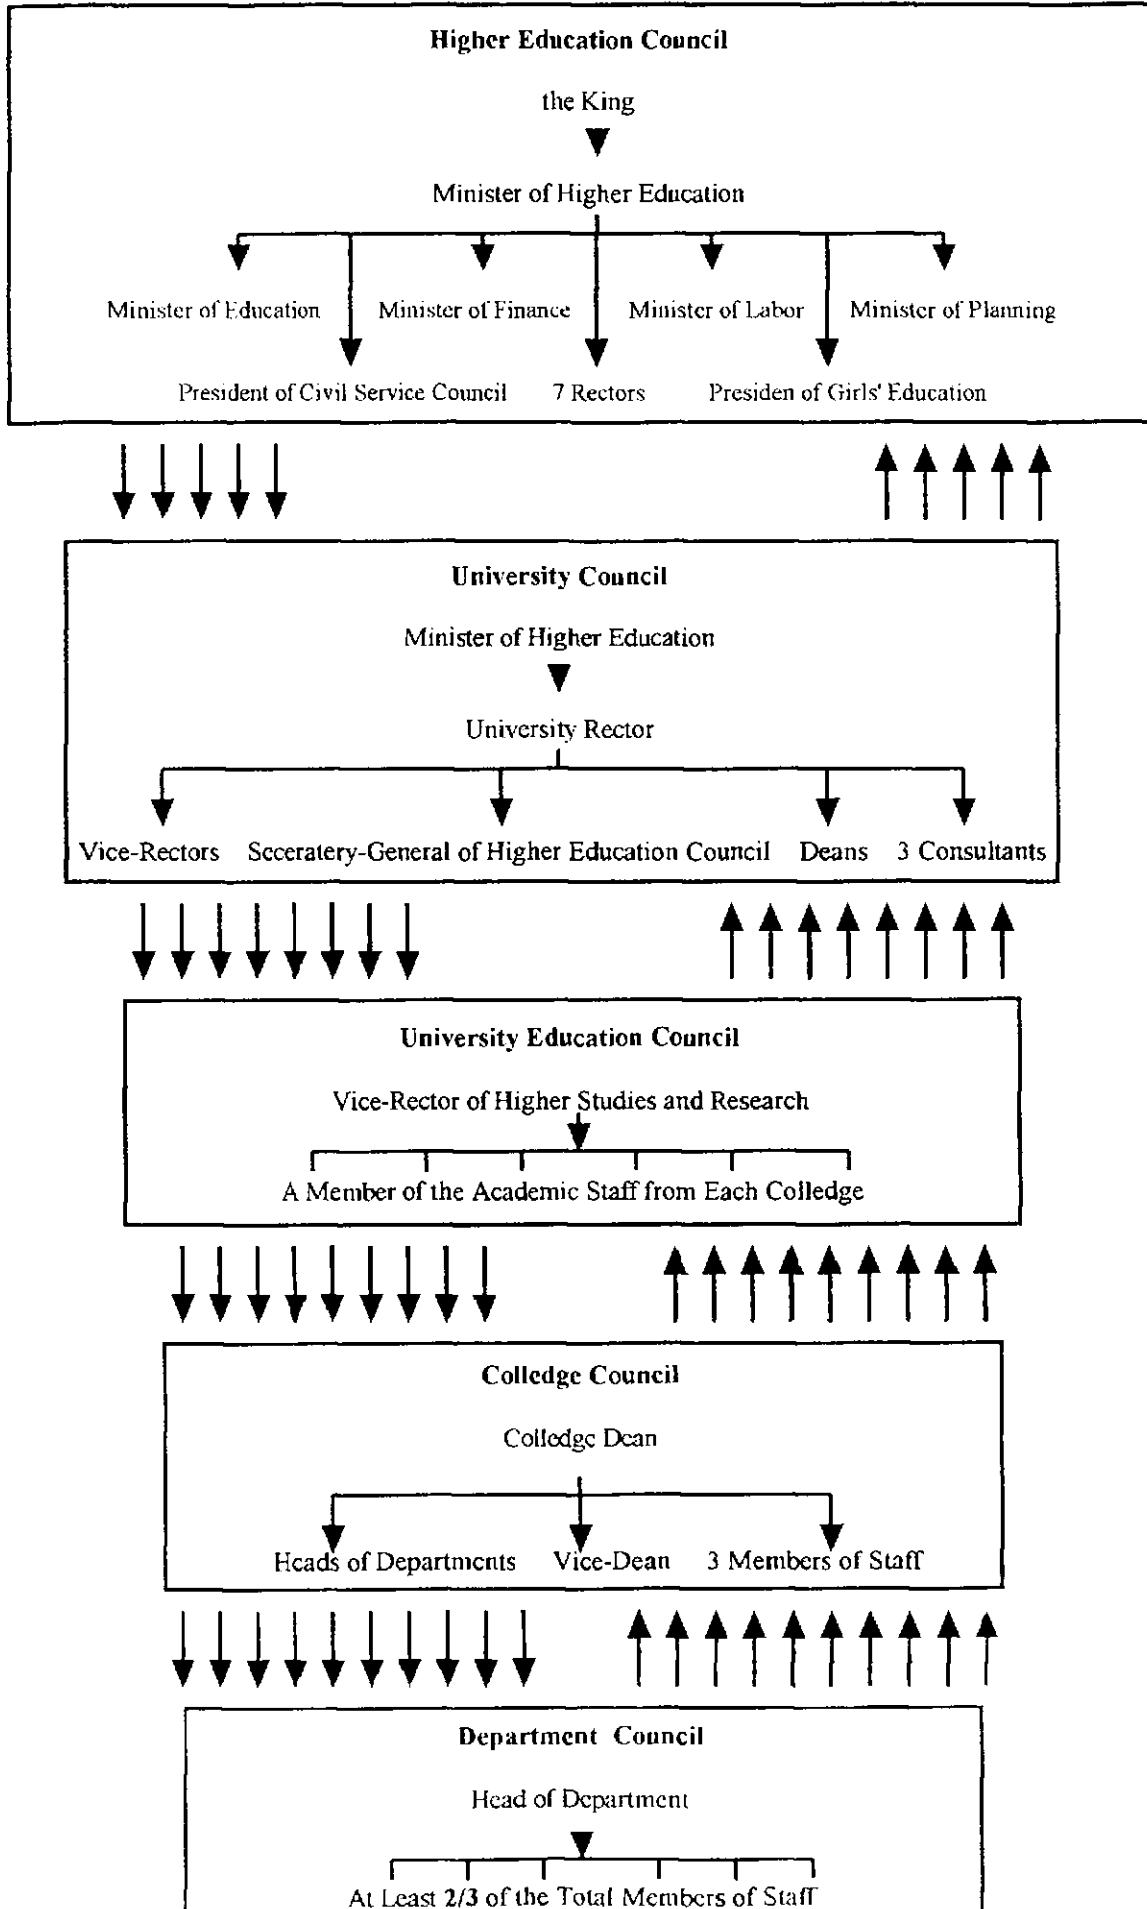 Higher Education Council
the King
Minister of Higher Education
Minister of Education Minister of Finance Minister of Labor Minister of Planning
President of Civil Service Council 7 Rectors Presiden of Girls' Education
University Council
Minister of Higher Education
University Rector
Vice-Rectors Seceratery-General of Higher Education Council Deans 3 Consultants
University Education Council
Vice-Rector of Higher Studies and Research
A Member of the Academic Staff from Each Colledge
Colledge Council
Colledge Dean
Heads of Departments Vice-Dean 3 Members of Staff
Department Council
Head of Department
At Least 2/3 of the Total Members of Staff